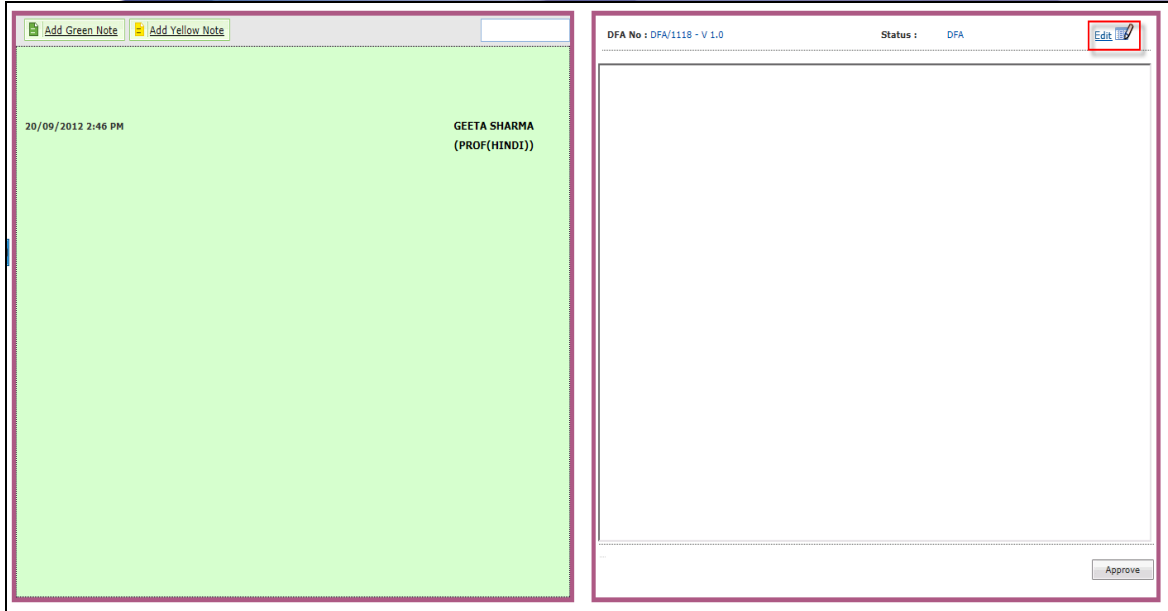 Add Green Note Add Yellow Note
20/09/2012 2:46 PM GEETA SHARMA
(PROF(HINDI))
DFA No : DFA/1118 - V 1.0 Status : DFA Edit
Approve